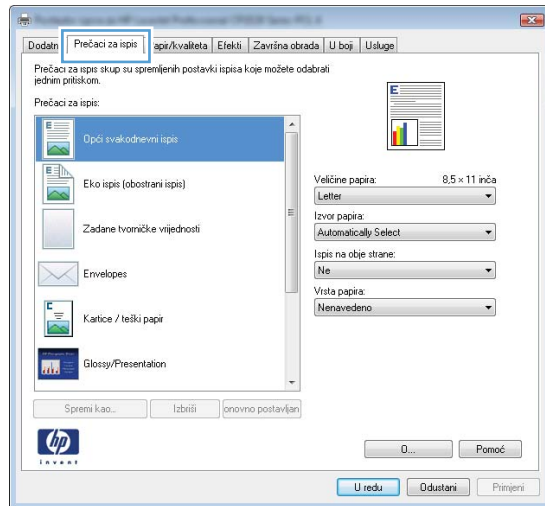 Dodatn Prečaci za ispis apir/kvaliteta Efekti Završna obrada U boji Usluge
Prečaci za ispis skup su spremljenih postavki ispisa koje možete odabrati
jednim pritiskom.
Prečaci za ispis:
E
Opći svakodnevni ispis
E
Eko ispis (obostrani ispis)
Zadane tvorničke vrijednosti
Envelopes
E
Kartice / teški papir
Glossy/Presentation
Spremi kao... Izbriši onovno postavljan
E
Veličine papira: 8,5 × 11 inča
Letter
Izvor papira:
Automatically Select
Ispis na obje strane:
Ne
Vrsta papira:
Nenavedeno
hp
invent
O... Pomoć
U redu Odustani Primjeni